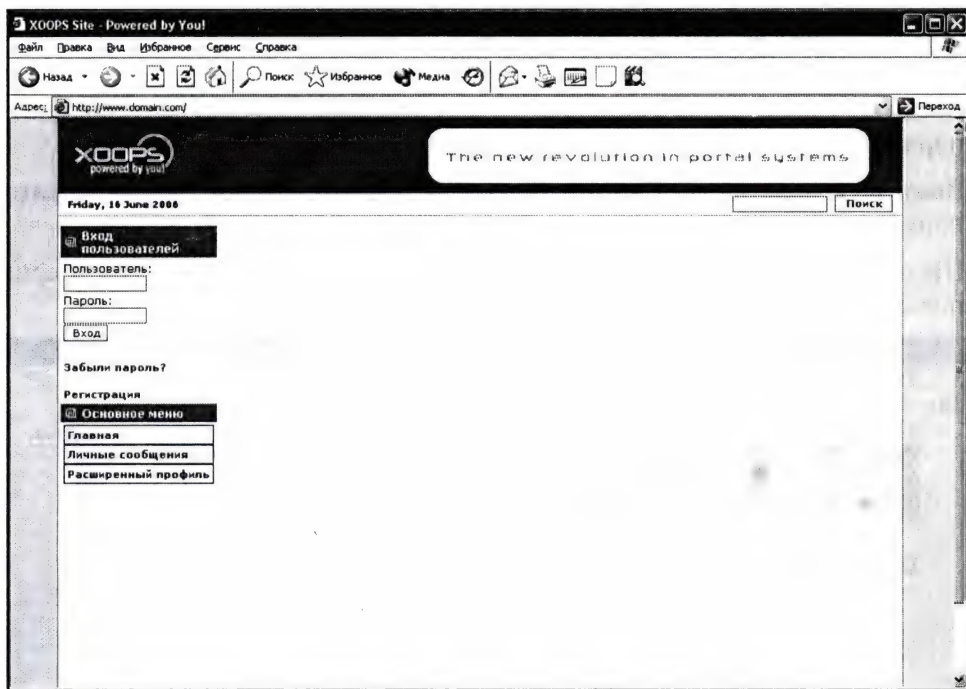 XOOPS Site - Powered by You!
Файл Правка Вид Избранное Сервис Справка
Назад Поиск Избранное Медиа
Адрес: http://www.domain.com/ Переход
XOOPS
powered by you!
The new revolution in portal systems
Friday, 16 June 2006
Поиск
Вход
пользователей
Пользователь:
Пароль:
Вход
Забыли пароль?
Регистрация
Основное меню
Главная
Личные сообщения
Расширенный профиль